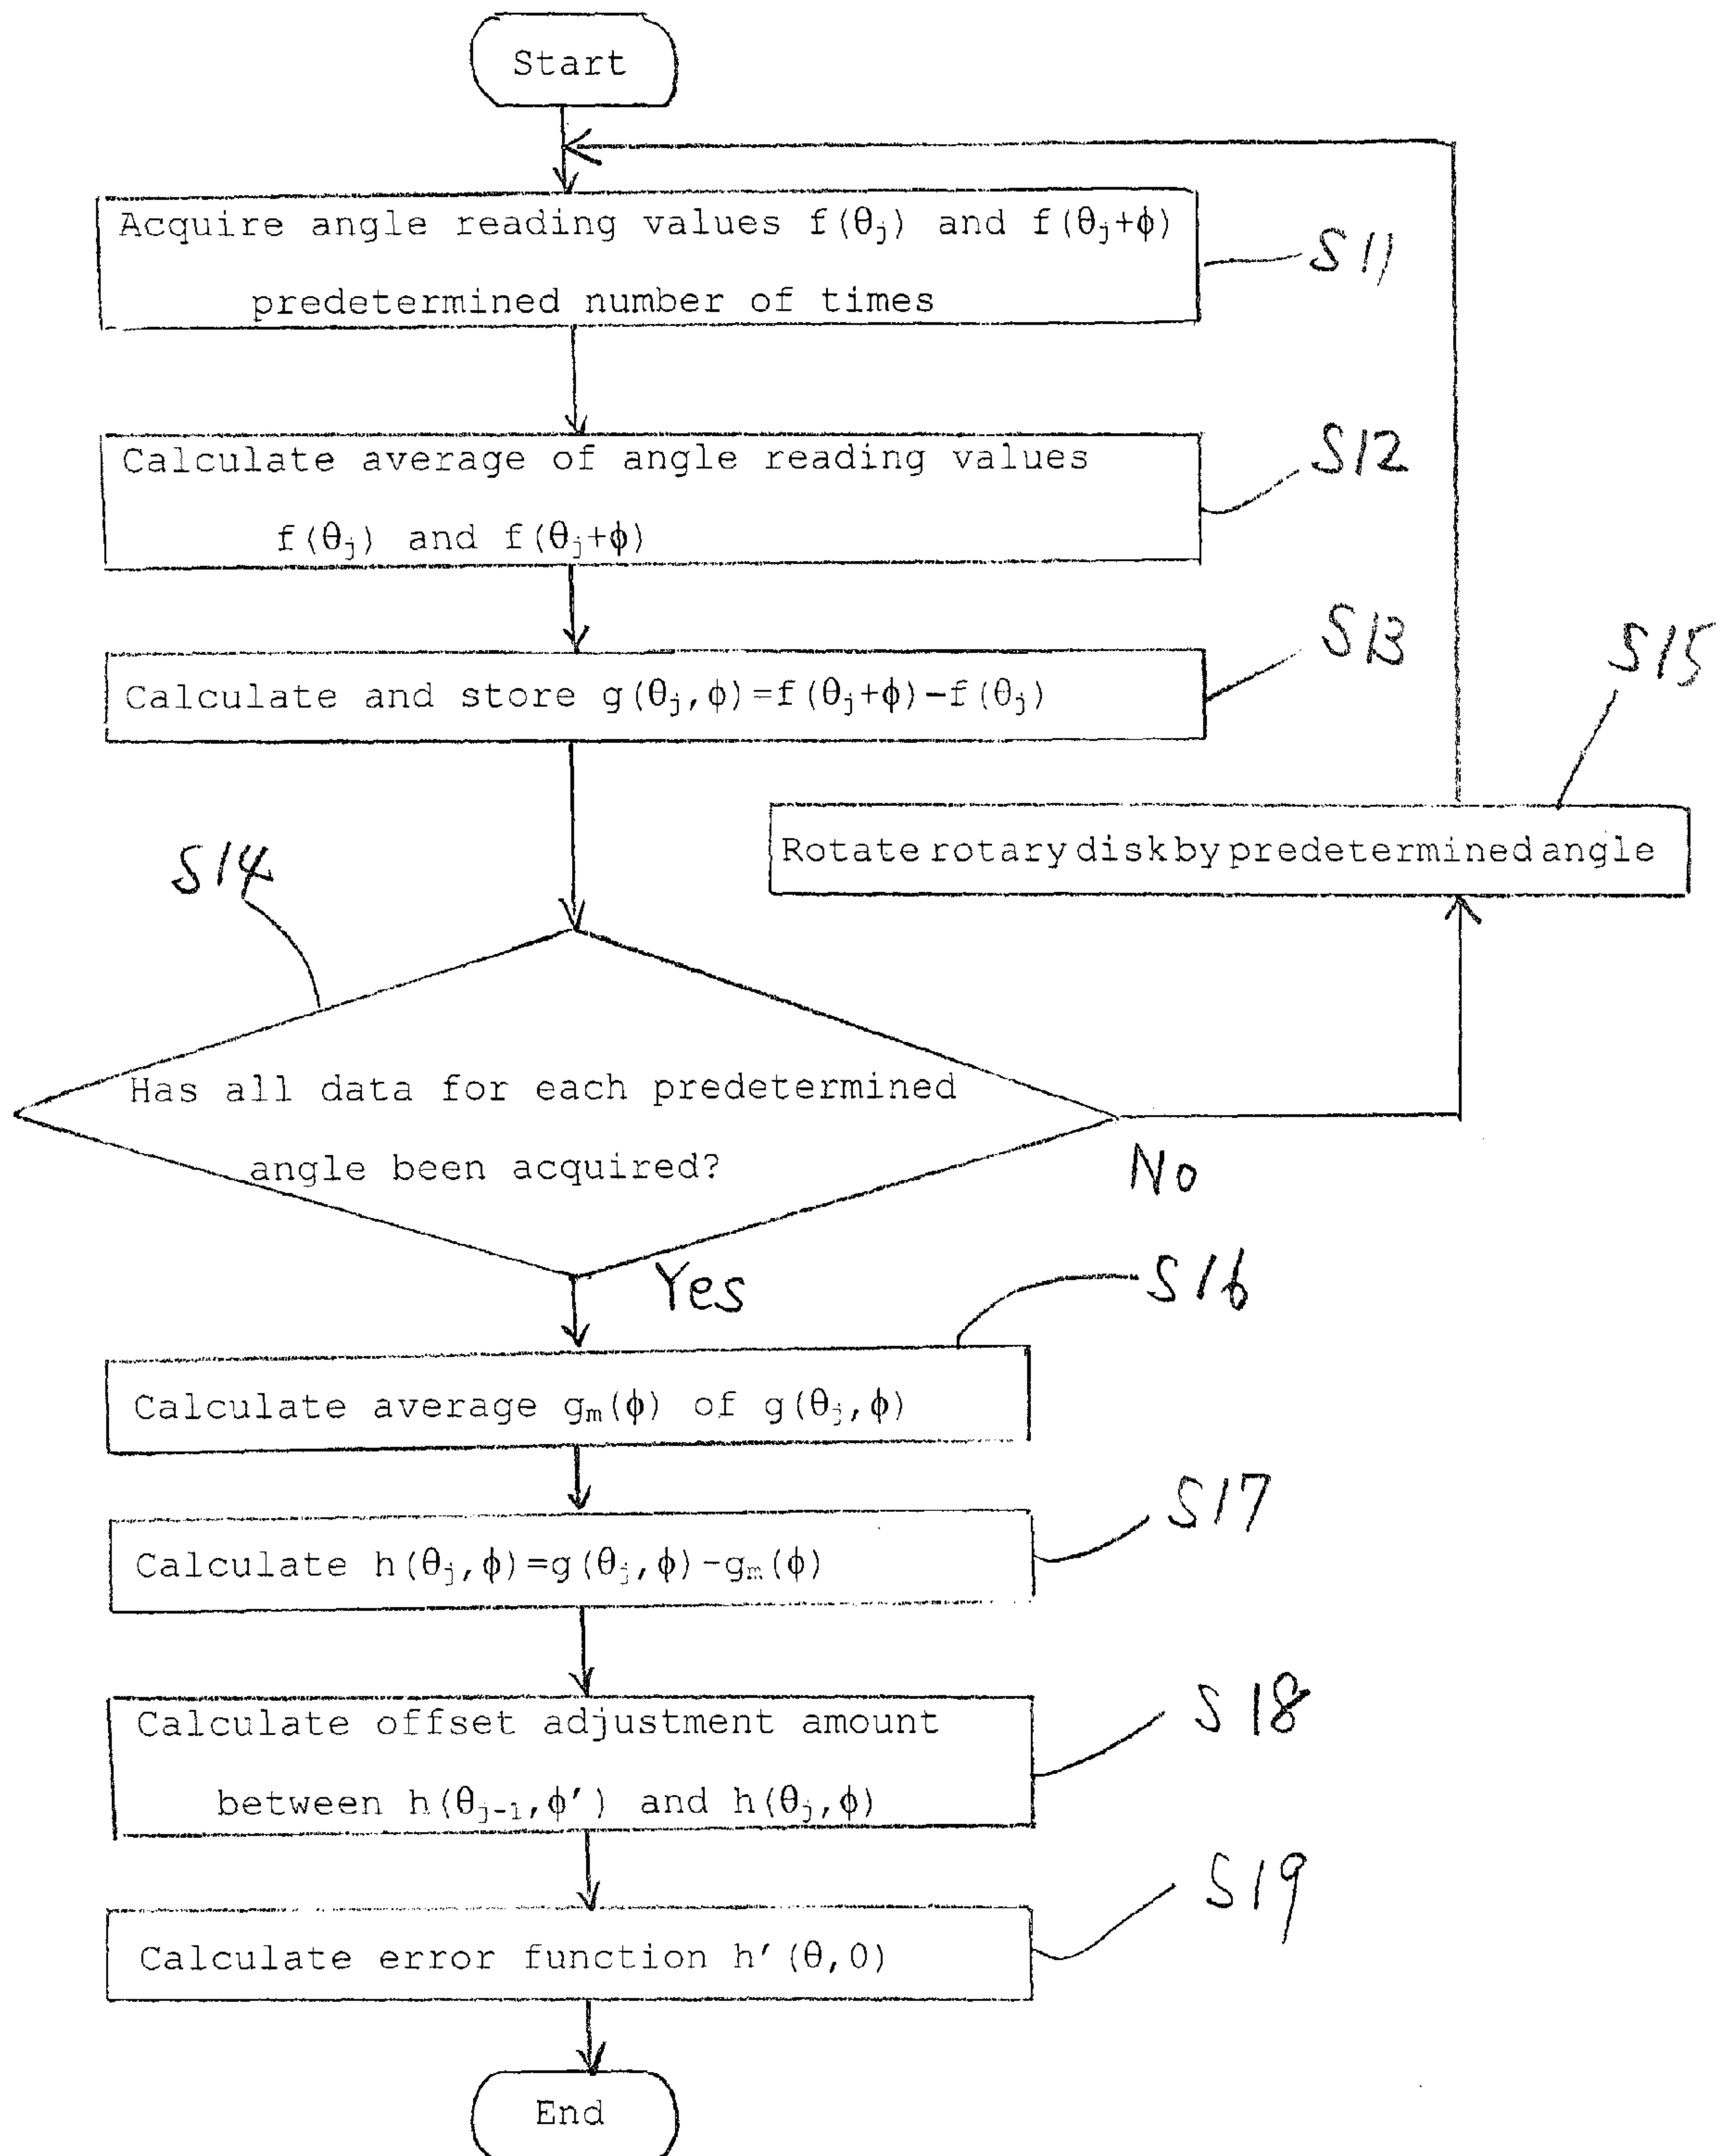 Start
Acquire angle reading values f(θj) and f(θj+ϕ)
predetermined number of times
S11
Calculate average of angle reading values
f(θj) and f(θj+ϕ)
S12
Calculate and store g(θj,ϕ)=f(θj+ϕ)-f(θj)
S13
S15
Rotate rotary disk by predetermined angle
S14
Has all data for each predetermined
angle been acquired?
No
Yes
S16
Calculate average gm(ϕ) of g(θj,ϕ)
S17
Calculate h(θj,ϕ)=g(θj,ϕ)-gm(ϕ)
S18
Calculate offset adjustment amount
between h(θj-1,ϕ′) and h(θj,ϕ)
S19
Calculate error function h′(θ,0)
End